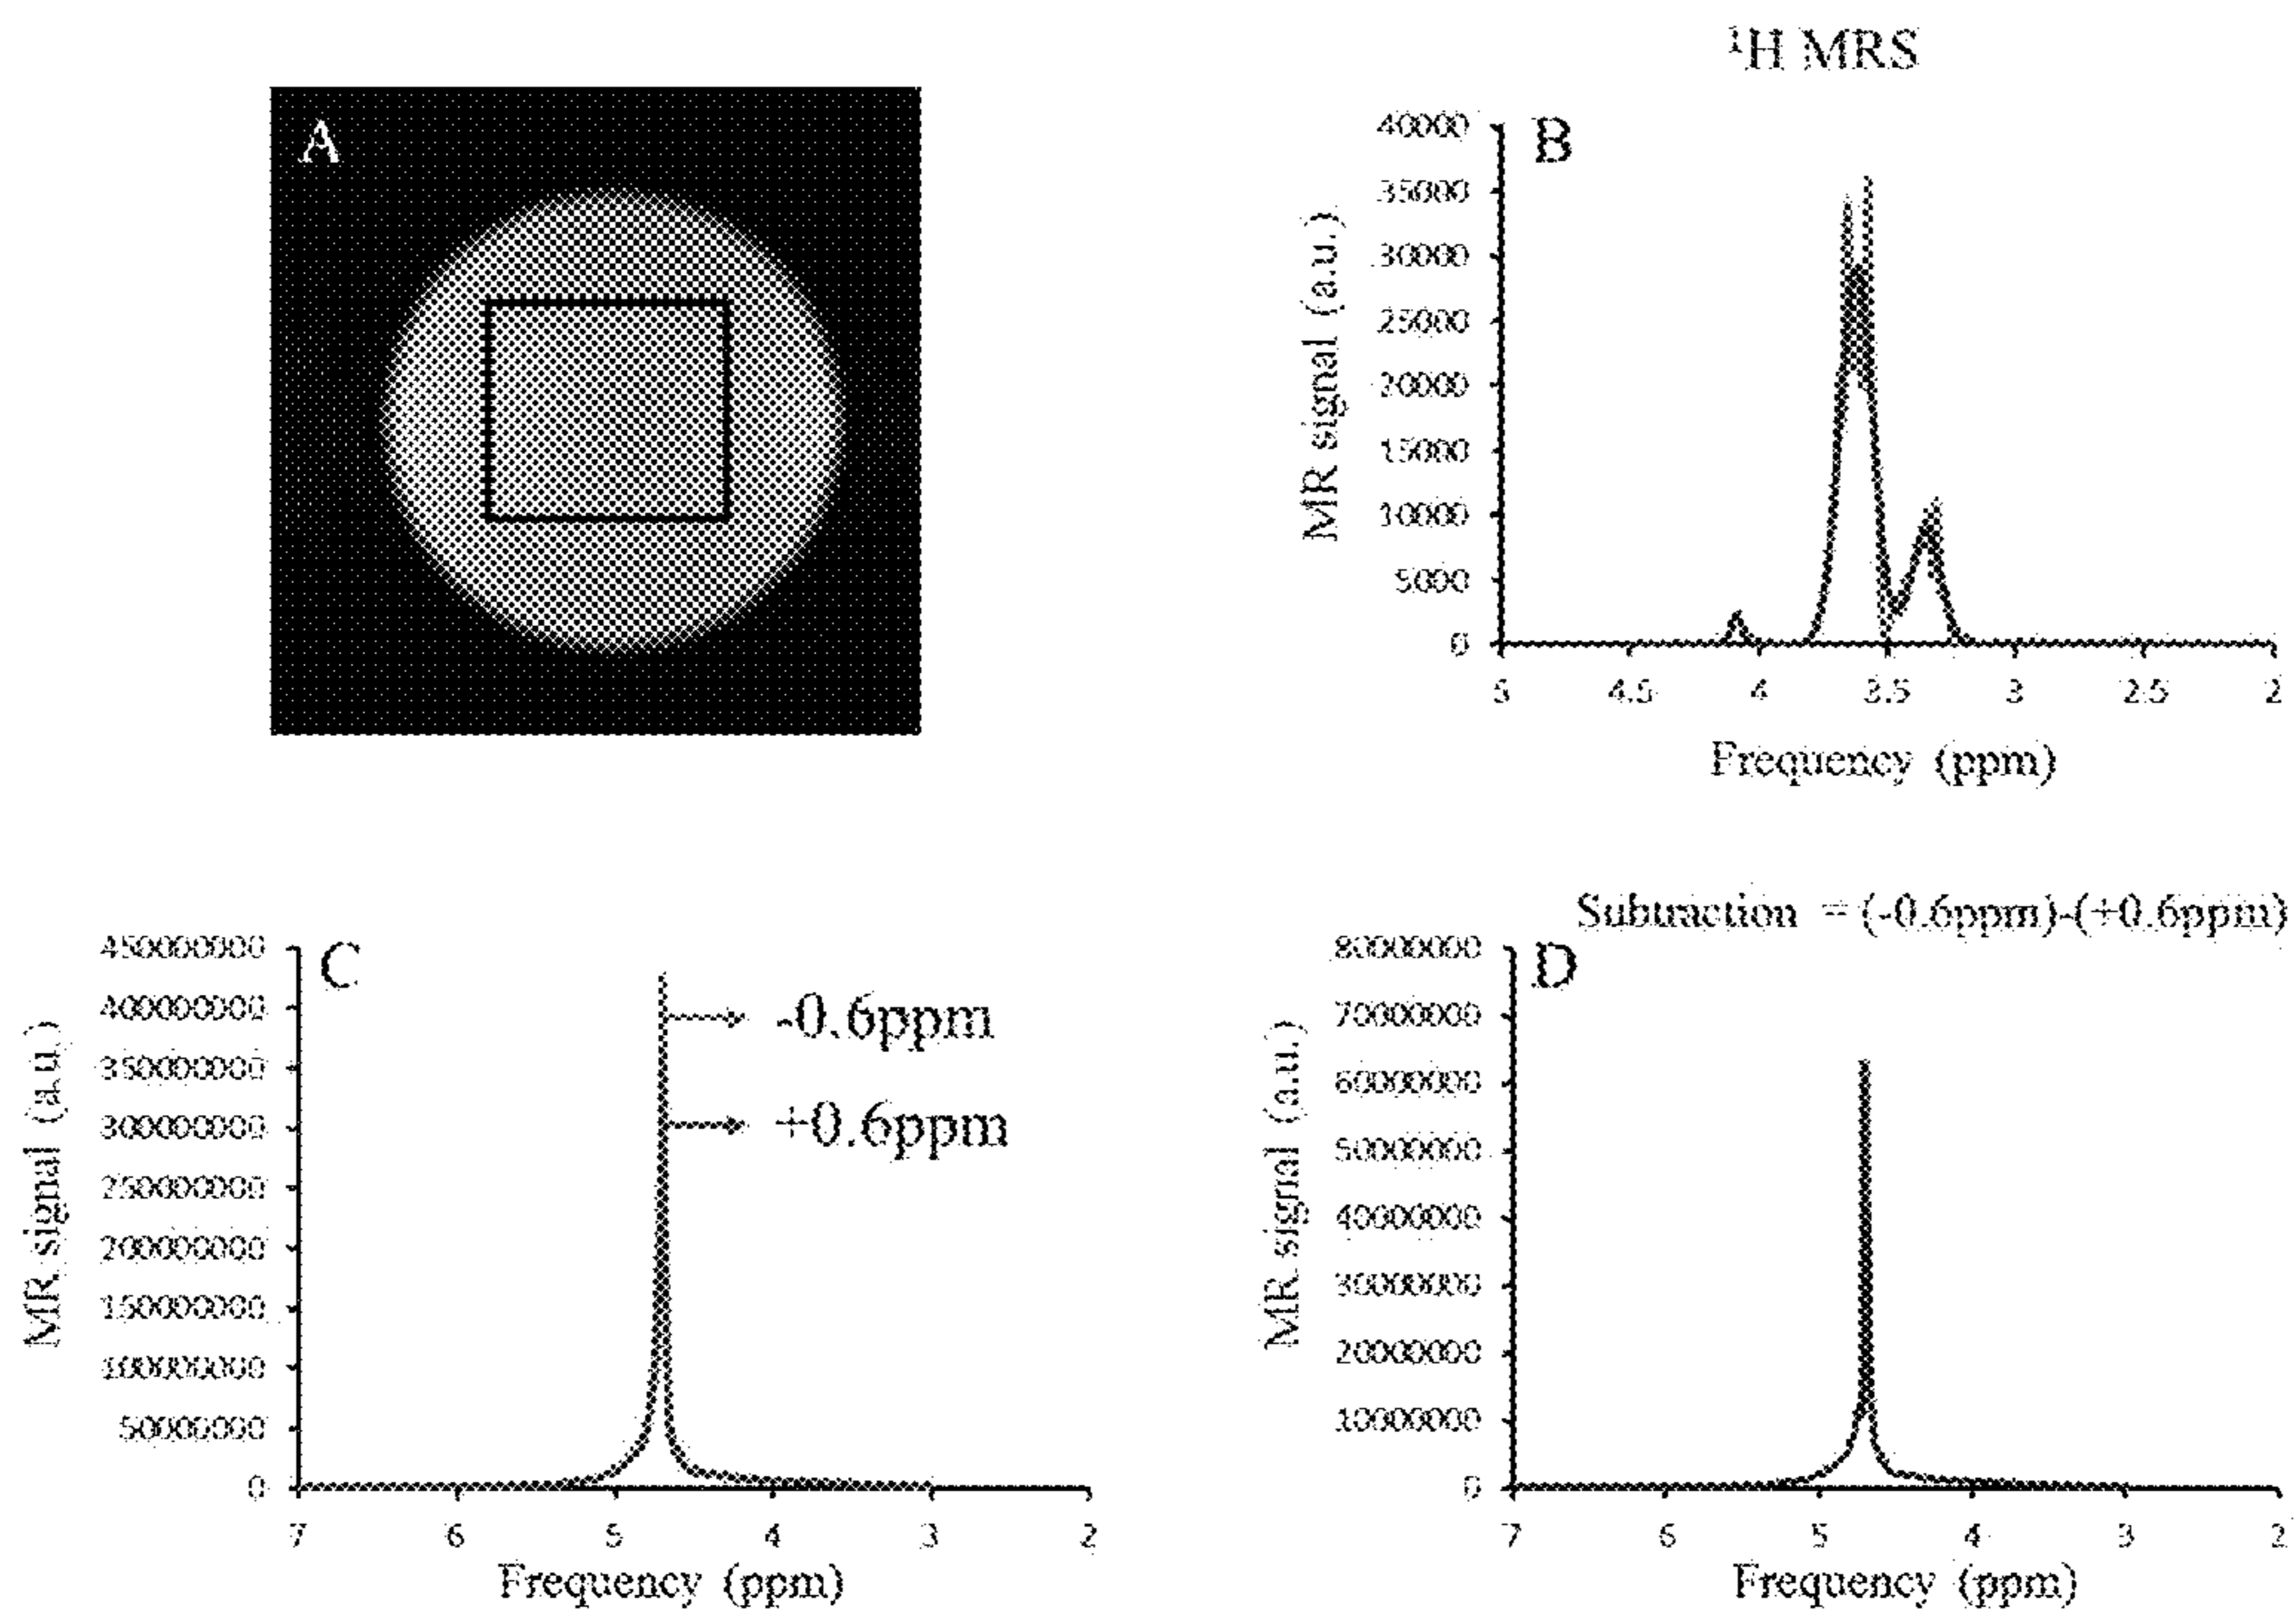 A
¹H MRS
B
MR signal (a.u.)
40000
35000
30000
25000
20000
15000
10000
5000
0
5 4.5 4 3.5 3 2.5 2
Frequency (ppm)
C
MR signal (a.u.)
450000000
400000000
350000000
300000000
250000000
200000000
150000000
100000000
50000000
0
-0.6ppm
+0.6ppm
7 6 5 4 3 2
Frequency (ppm)
Subtraction = (-0.6ppm)-(+0.6ppm)
D
MR signal (a.u.)
80000000
70000000
60000000
50000000
40000000
30000000
20000000
10000000
0
7 6 5 4 3 2
Frequency (ppm)